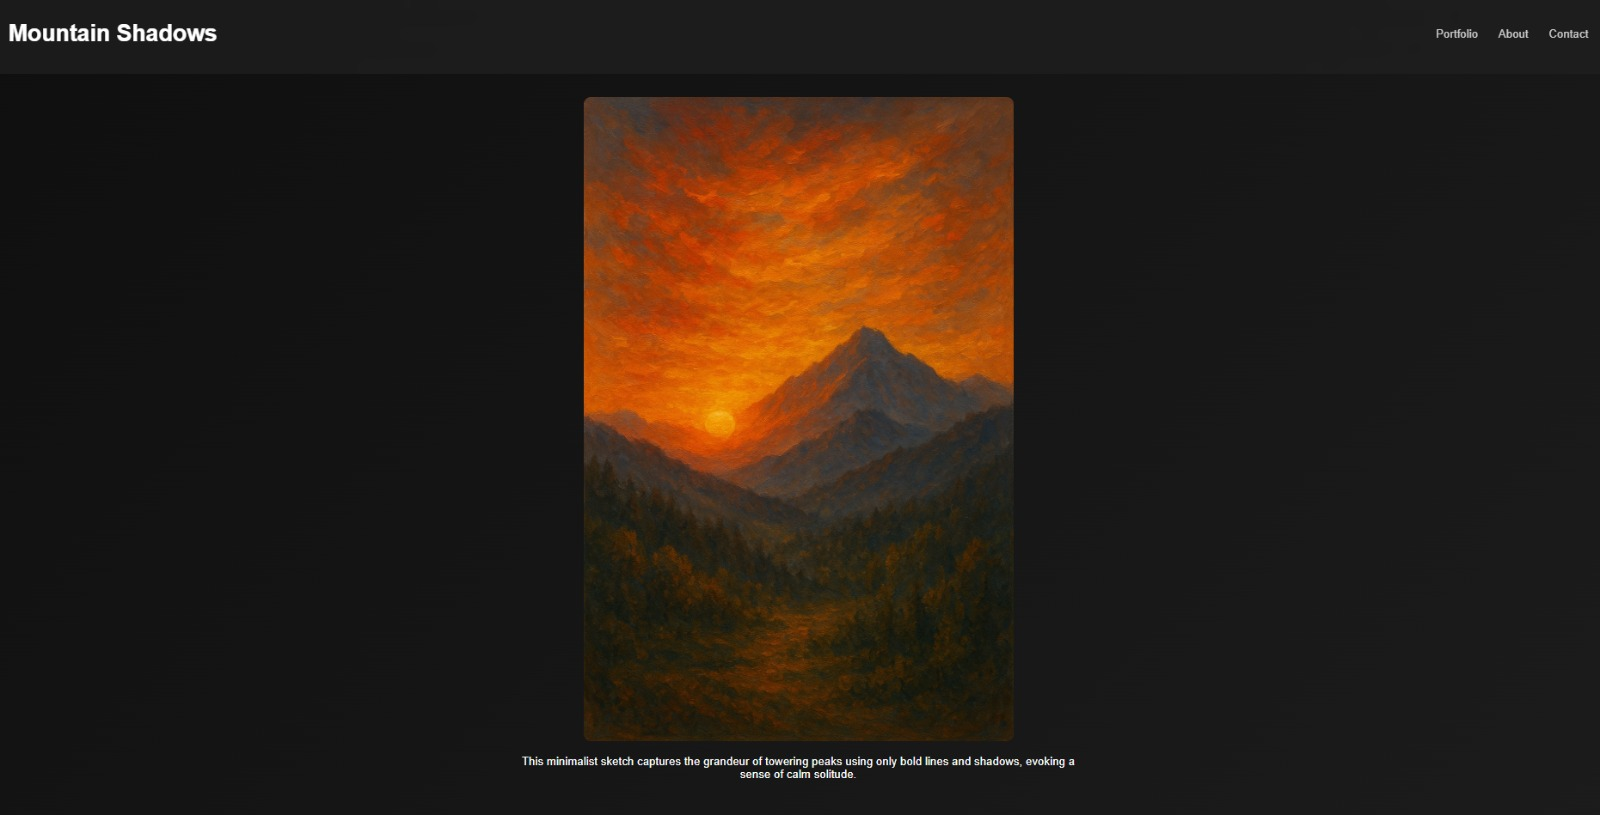 Mountain Shadows
Portfolio About Contact
This minimalist sketch captures the grandeur of towering peaks using only bold lines and shadows, evoking a
sense of calm solitude.